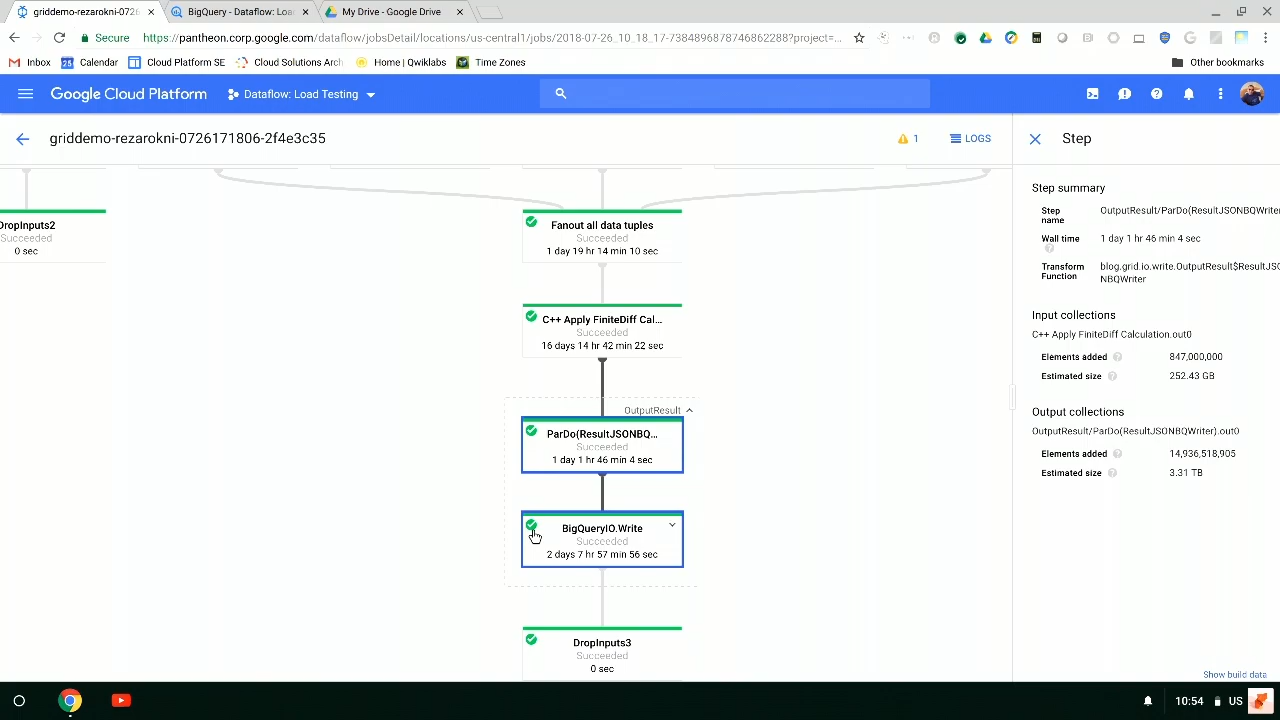 griddemo-rezarokni-0726
BigQuery - Dataflow: Loa
My Drive - Google Drive
Secure
https://pantheon.corp.google.com/dataflow/jobsDetail/locations/us-central1/jobs/2018-07-26_10_18_17-7384896878746862288?project=...
Inbox
Calendar
Cloud Platform SE
Cloud Solutions Arch
Home | Qwiklabs
Time Zones
Other bookmarks
Google Cloud Platform
Dataflow: Load Testing
griddemo-rezarokni-0726171806-2f4e3c35
1
LOGS
Step
DropInputs2
Succeeded
0 sec
Fanout all data tuples
Succeeded
1 day 19 hr 14 min 10 sec
C++ Apply FiniteDiff Cal...
Succeeded
16 days 14 hr 42 min 22 sec
OutputResult
ParDo(ResultJSONBQ...
Succeeded
1 day 1 hr 46 min 4 sec
BigQueryIO.Write
Succeeded
2 days 7 hr 57 min 56 sec
DropInputs3
Succeeded
0 sec
Step summary
Step name
OutputResult/ParDo(ResultJSONBQWrite
Wall time
1 day 1 hr 46 min 4 sec
Transform Function
blog.grid.io.write.OutputResult$ResultJSO
NBQWriter
Input collections
C++ Apply FiniteDiff Calculation.out0
Elements added
847,000,000
Estimated size
252.43 GB
Output collections
OutputResult/ParDo(ResultJSONBQWriter).out0
Elements added
14,936,518,905
Estimated size
3.31 TB
Show build data
10:54
US